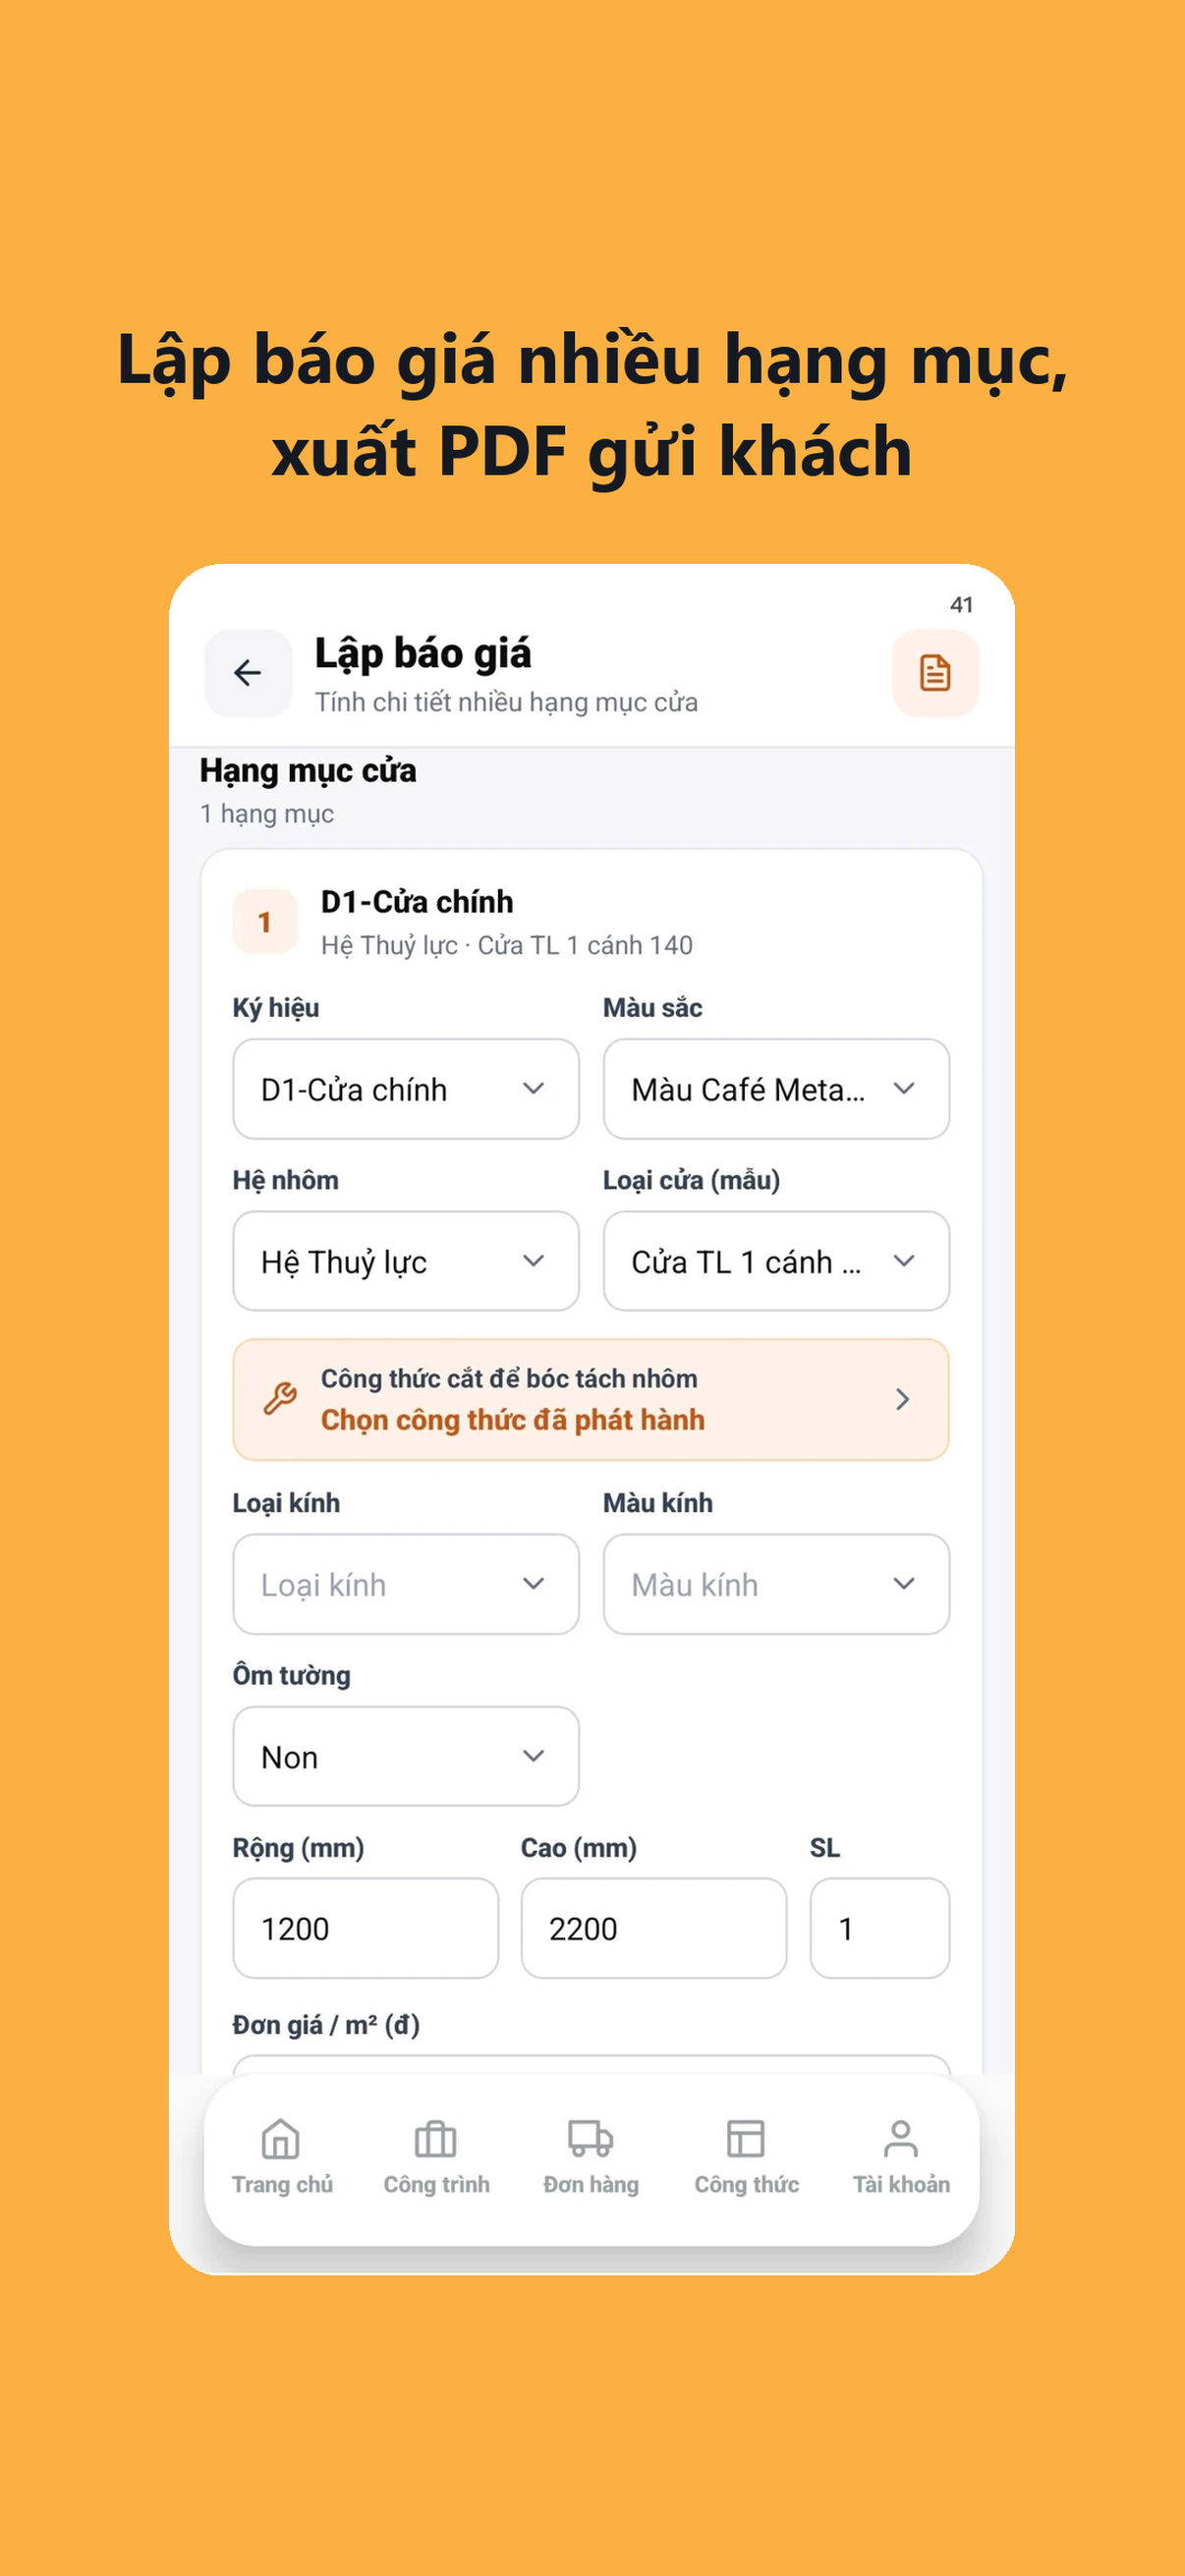 Lập báo giá nhiều hạng mục,
xuất PDF gửi khách
41
Lập báo giá
Tính chi tiết nhiều hạng mục cửa
Hạng mục cửa
1 hạng mục
1
D1-Cửa chính
Hệ Thuỷ lực · Cửa TL 1 cánh 140
Ký hiệu
Màu sắc
D1-Cửa chính
Màu Café Meta...
Hệ nhôm
Loại cửa (mẫu)
Hệ Thuỷ lực
Cửa TL 1 cánh ...
Công thức cắt để bóc tách nhôm
Chọn công thức đã phát hành
Loại kính
Màu kính
Loại kính
Màu kính
Ôm tường
Non
Rộng (mm)
Cao (mm)
SL
1200
2200
1
Đơn giá / m² (đ)
Trang chủ
Công trình
Đơn hàng
Công thức
Tài khoản